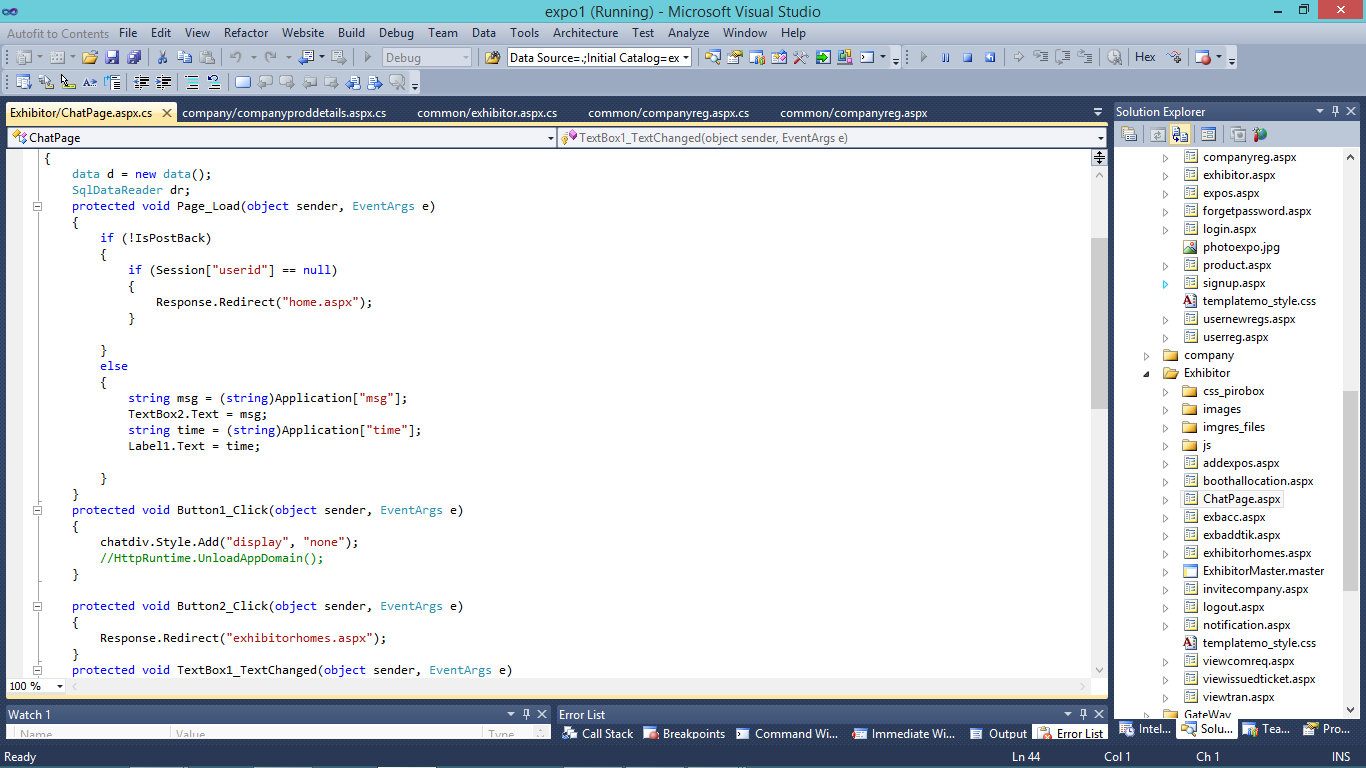 expo1 (Running) - Microsoft Visual Studio
Autofit to Contents File Edit View Refactor Website Build Debug Team Data Tools Architecture Test Analyze Window Help
Debug Data Source=.;Initial Catalog=ex Hex
Exhibitor/ChatPage.aspx.cs company/companyproddetails.aspx.cs common/exhibitor.aspx.cs common/companyreg.aspx.cs common/companyreg.aspx
ChatPage TextBox1_TextChanged(object sender, EventArgs e)
{
data d = new data();
SqlDataReader dr;
protected void Page_Load(object sender, EventArgs e)
{
if (!IsPostBack)
{
if (Session["userid"] == null)
{
Response.Redirect("home.aspx");
}
}
else
{
string msg = (string)Application["msg"];
TextBox2.Text = msg;
string time = (string)Application["time"];
Label1.Text = time;
}
}
protected void Button1_Click(object sender, EventArgs e)
{
chatdiv.Style.Add("display", "none");
//HttpRuntime.UnloadAppDomain();
}
protected void Button2_Click(object sender, EventArgs e)
{
Response.Redirect("exhibitorhomes.aspx");
}
protected void TextBox1_TextChanged(object sender, EventArgs e)
100 %
Solution Explorer
companyreg.aspx
exhibitor.aspx
expos.aspx
forgetpassword.aspx
login.aspx
photoexpo.jpg
product.aspx
signup.aspx
templatemo_style.css
usernewregs.aspx
userreg.aspx
company
Exhibitor
css_pirobox
images
imgres_files
js
addexpos.aspx
boothallocation.aspx
ChatPage.aspx
exbacc.aspx
exbaddtik.aspx
exhibitorhomes.aspx
ExhibitorMaster.master
invitecompany.aspx
logout.aspx
notification.aspx
templatemo_style.css
viewcomreq.aspx
viewissuedticket.aspx
viewtran.aspx
GateWay
Intel... Solu... Tea... Pro...
Watch 1
Name Value Type
Error List
Call Stack Breakpoints Command Wi... Immediate Wi... Output Error List
Ready Ln 44 Col 1 Ch 1 INS